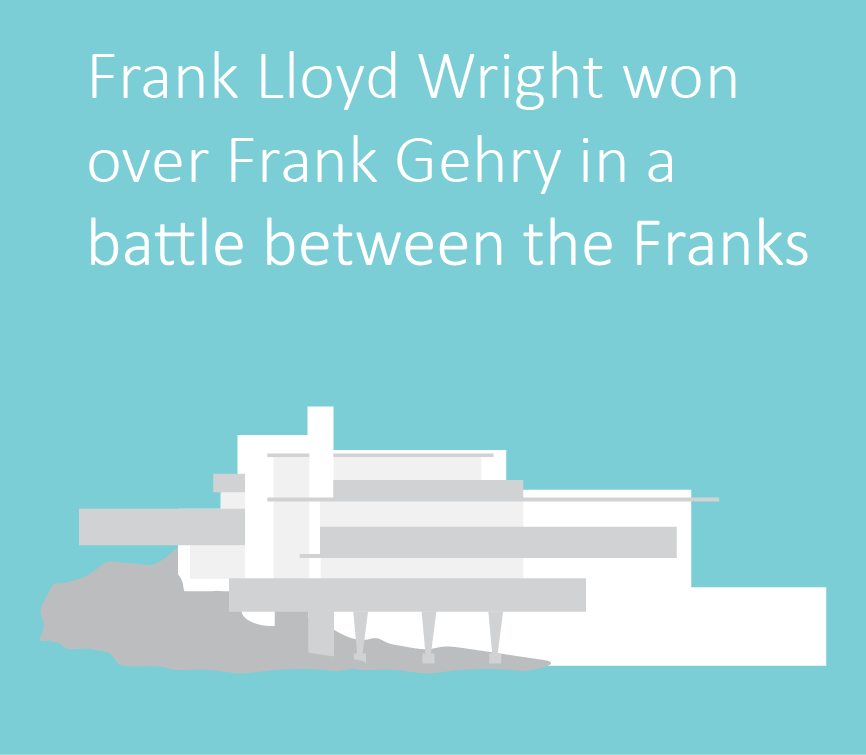 Frank Lloyd Wright won
over Frank Gehry in a
battle between the Franks